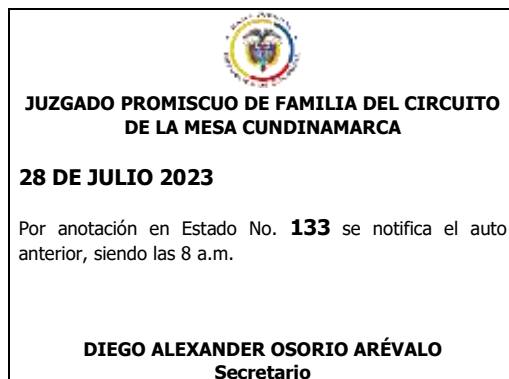 JUZGADO PROMISCUO DE FAMILIA DEL CIRCUITO
DE LA MESA CUNDINAMARCA
28 DE JULIO 2023
Por anotación en Estado No. 133 se notifica el auto
anterior, siendo las 8 a.m.
DIEGO ALEXANDER OSORIO ARÉVALO
Secretario